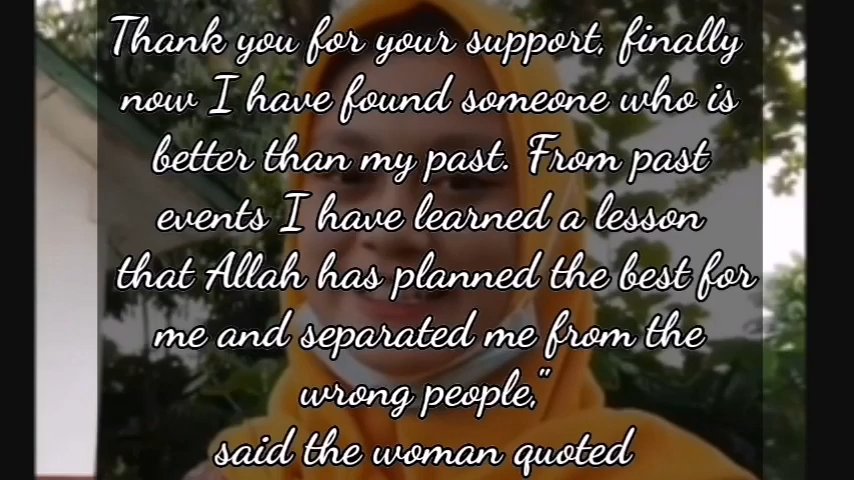 Thank you for your support, finally
now I have found someone who is
better than my past. From past
events I have learned a lesson
that Allah has planned the best for
me and separated me from the
wrong people,"
said the woman quoted